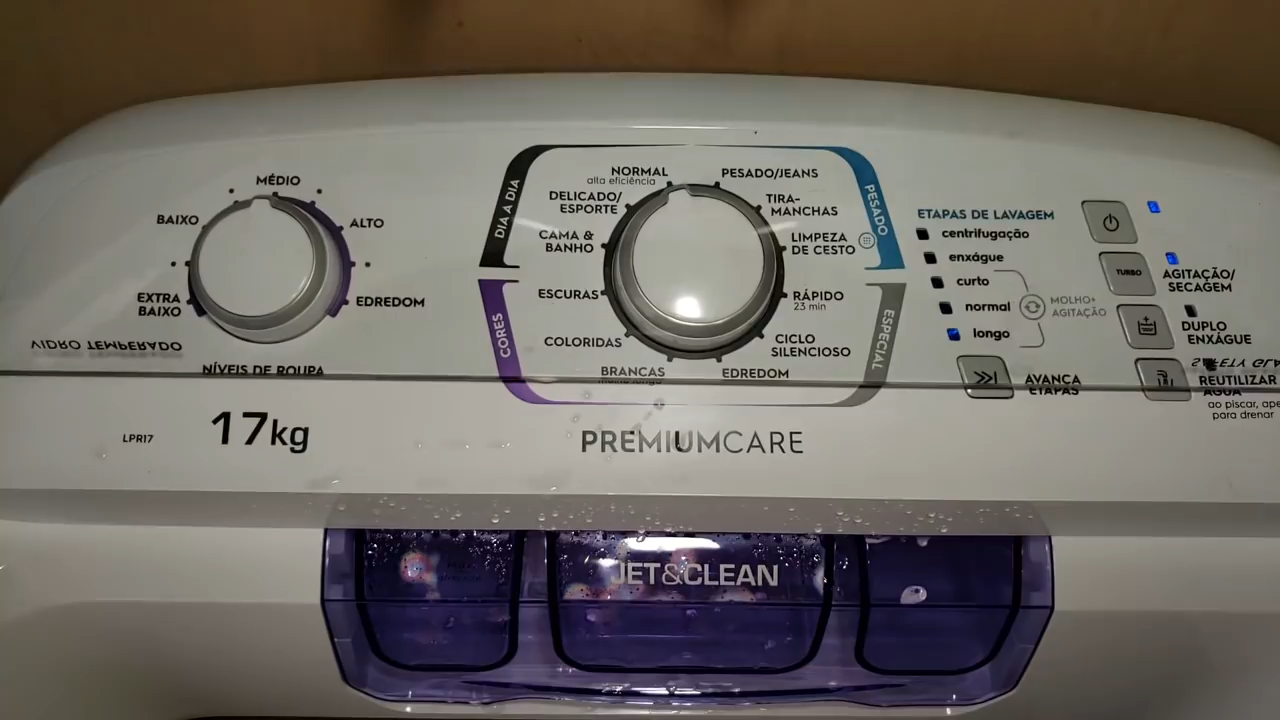 MÉDIO
BAIXO
ALTO
EXTRA
BAIXO
EDREDOM
VIDRO TEMPERADO
NÍVEIS DE ROUPA
LPR17
17kg
DIA A DIA
NORMAL
alta eficiência
DELICADO/
ESPORTE
CAMA &
BANHO
CORES
ESCURAS
COLORIDAS
BRANCAS
PESADO
PESADO/JEANS
TIRA-
MANCHAS
LIMPEZA
DE CESTO
ESPECIAL
RÁPIDO
23 min
CICLO
SILENCIOSO
EDREDOM
PREMIUMCARE
ETAPAS DE LAVAGEM
centrifugação
enxágue
curto
normal
longo
MOLHO+
AGITAÇÃO
AVANÇA
ETAPAS
TURBO
AGITAÇÃO/
SECAGEM
DUPLO
ENXÁGUE
REUTILIZAR
ÁGUA
ao piscar, ape
para drenar
JET&CLEAN